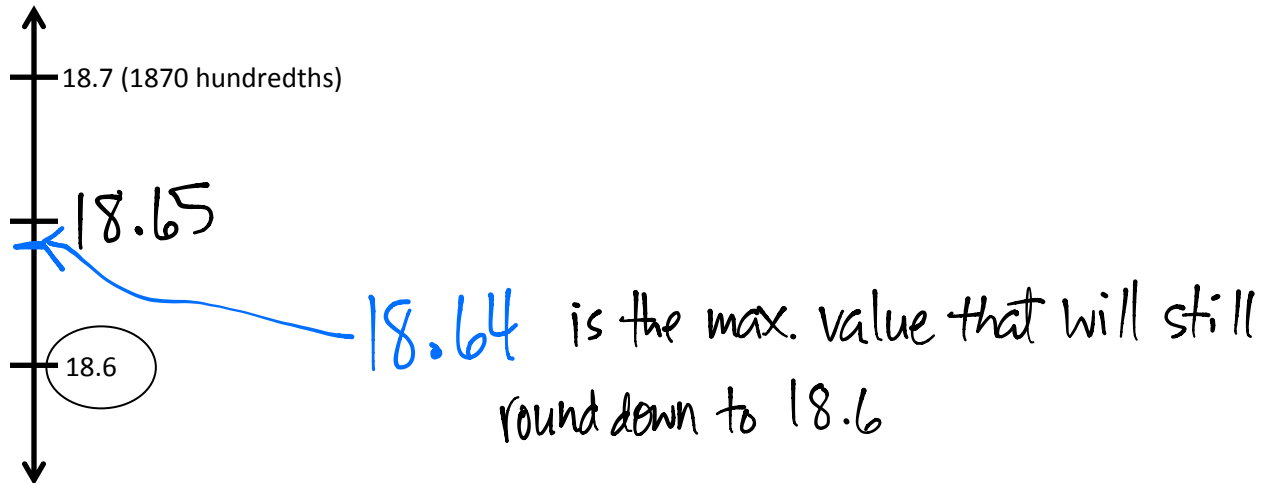 18.7 (1870 hundredths)
18.65
18.64 is the max. value that will still
round down to 18.6
18.6